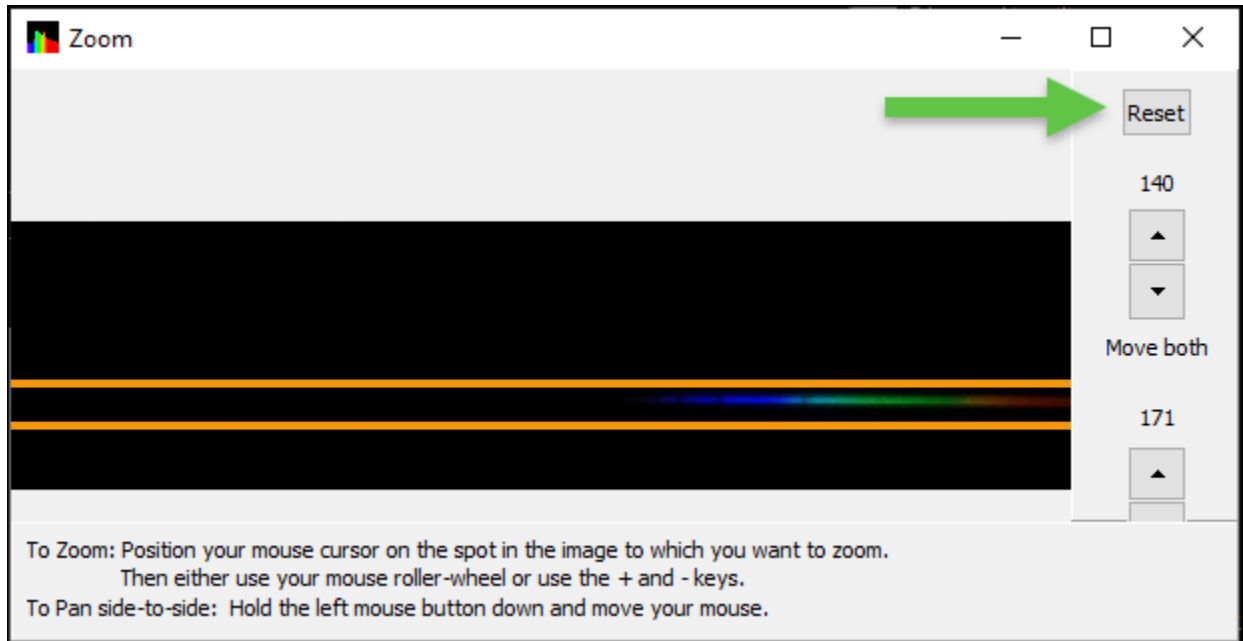 Zoom
Reset
140
Move both
171
To Zoom: Position your mouse cursor on the spot in the image to which you want to zoom.
Then either use your mouse roller-wheel or use the + and - keys.
To Pan side-to-side: Hold the left mouse button down and move your mouse.